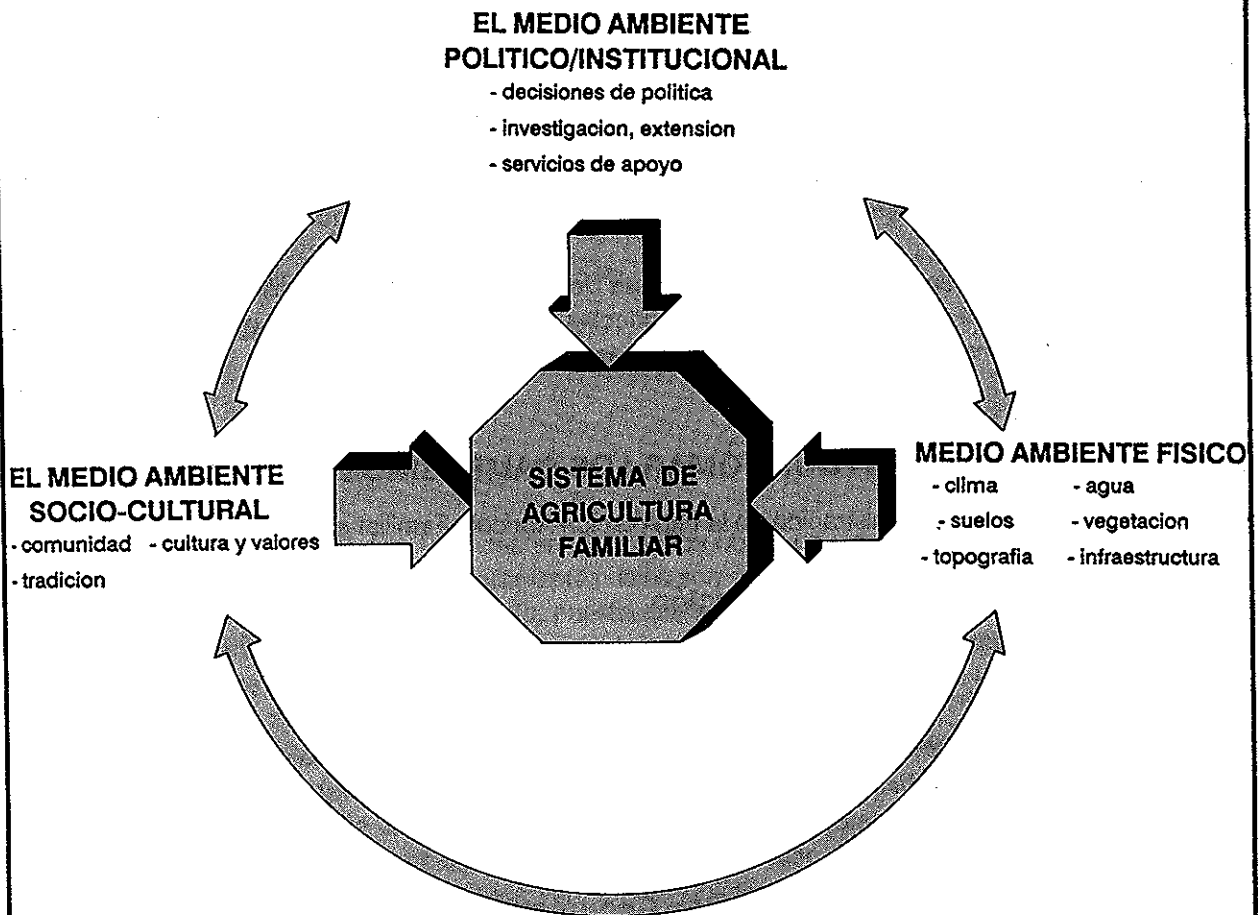 EL MEDIO AMBIENTE
POLITICO/INSTITUCIONAL
- decisiones de politica
- investigacion, extension
- servicios de apoyo
EL MEDIO AMBIENTE
SOCIO-CULTURAL
- comunidad - cultura y valores
- tradicion
SISTEMA DE
AGRICULTURA
FAMILIAR
MEDIO AMBIENTE FISICO
- clima - agua
- suelos - vegetacion
- topografia - infraestructura